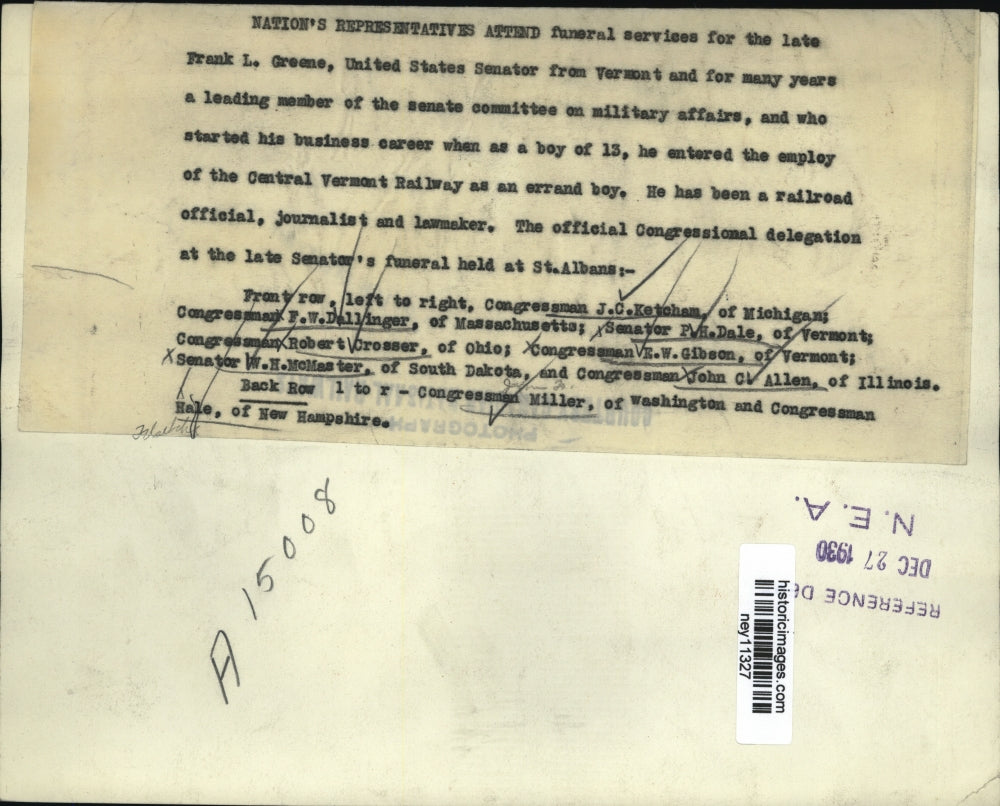 NATION'S REPRESENTATIVES ATTEND funeral services for the late
Frank L. Greene, United States Senator from Vermont and for many years
a leading member of the senate committee on military affairs, and who
started his business career when as a boy of 13, he entered the employ
of the Central Vermont Railway as an errand boy. He has been a railroad
official, journalist and lawmaker. The official Congressional delegation
at the late Senator's funeral held at St.Albans:-
Front row, left to right, Congressman J.C.Ketcham, of Michigan;
Congressman F.W.Dallinger, of Massachusetts; Senator P.H.Dale, of Vermont;
Congressman Robert Crosser, of Ohio; Congressman E.W.Gibson, of Vermont;
Senator W.H.McMaster, of South Dakota, and Congressman John C. Allen, of Illinois.
Back Row l to r - Congressman Miller, of Washington and Congressman
Hale, of New Hampshire.
PHOTOGRAPH
A 15008
N.E.A.
DEC 27 1930
REFERENCE
historicimages.com
ney11327